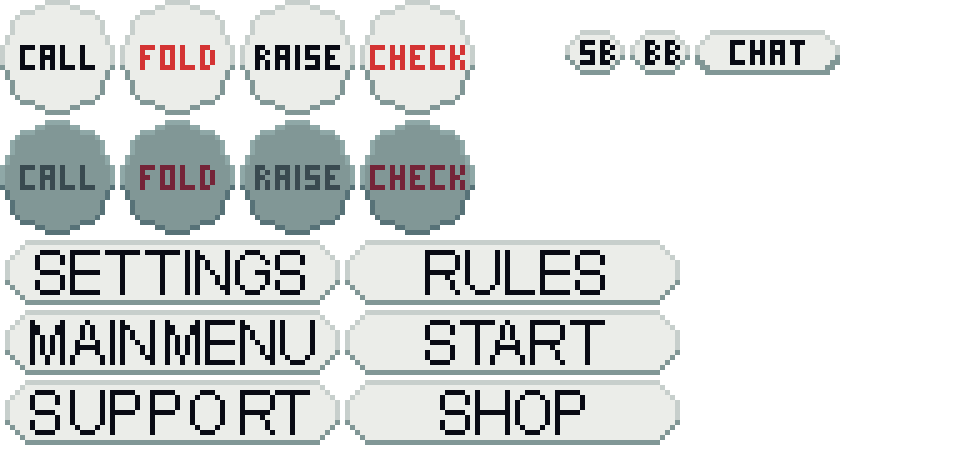 CALL FOLD RAISE CHECK SB BB CHAT
CALL FOLD RAISE CHECK
SETTINGS RULES
MAINMENU START
SUPPORT SHOP